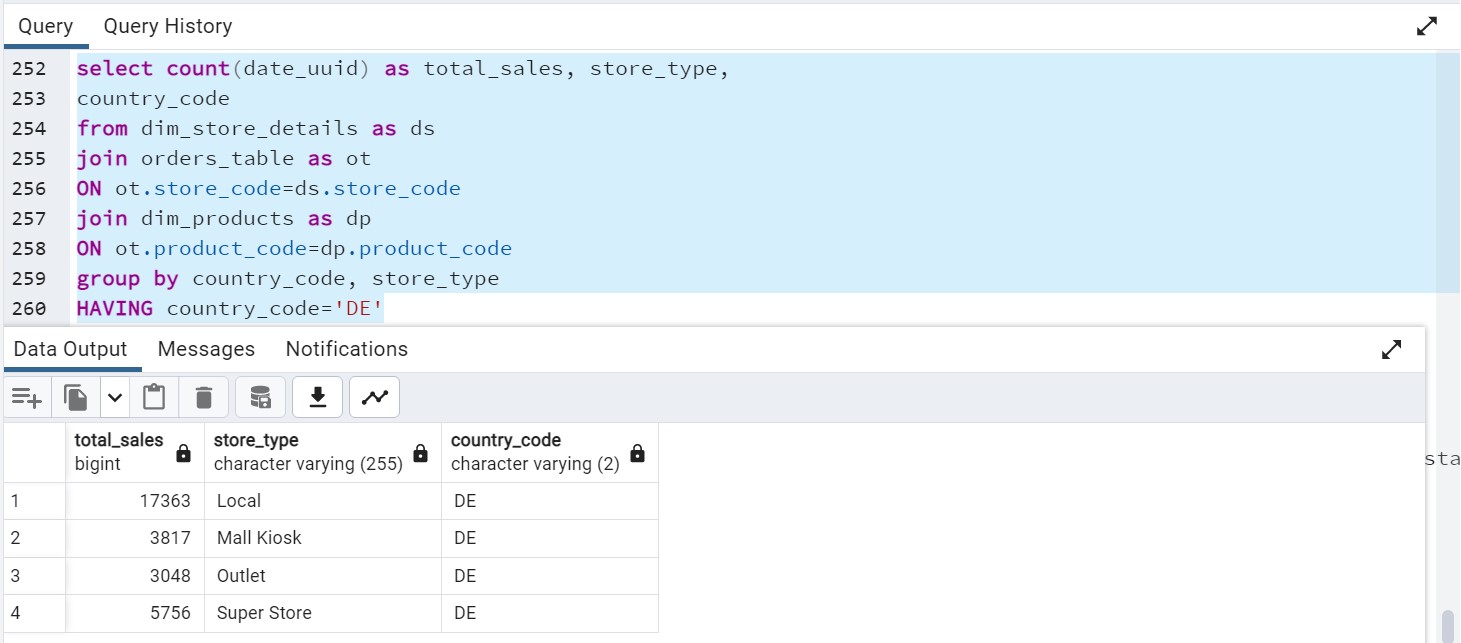 Query Query History
252 select count(date_uuid) as total_sales, store_type,
253 country_code
254 from dim_store_details as ds
255 join orders_table as ot
256 ON ot.store_code=ds.store_code
257 join dim_products as dp
258 ON ot.product_code=dp.product_code
259 group by country_code, store_type
260 HAVING country_code='DE'
Data Output Messages Notifications
total_sales store_type country_code
bigint character varying (255) character varying (2)
sta
1 17363 Local DE
2 3817 Mall Kiosk DE
3 3048 Outlet DE
4 5756 Super Store DE